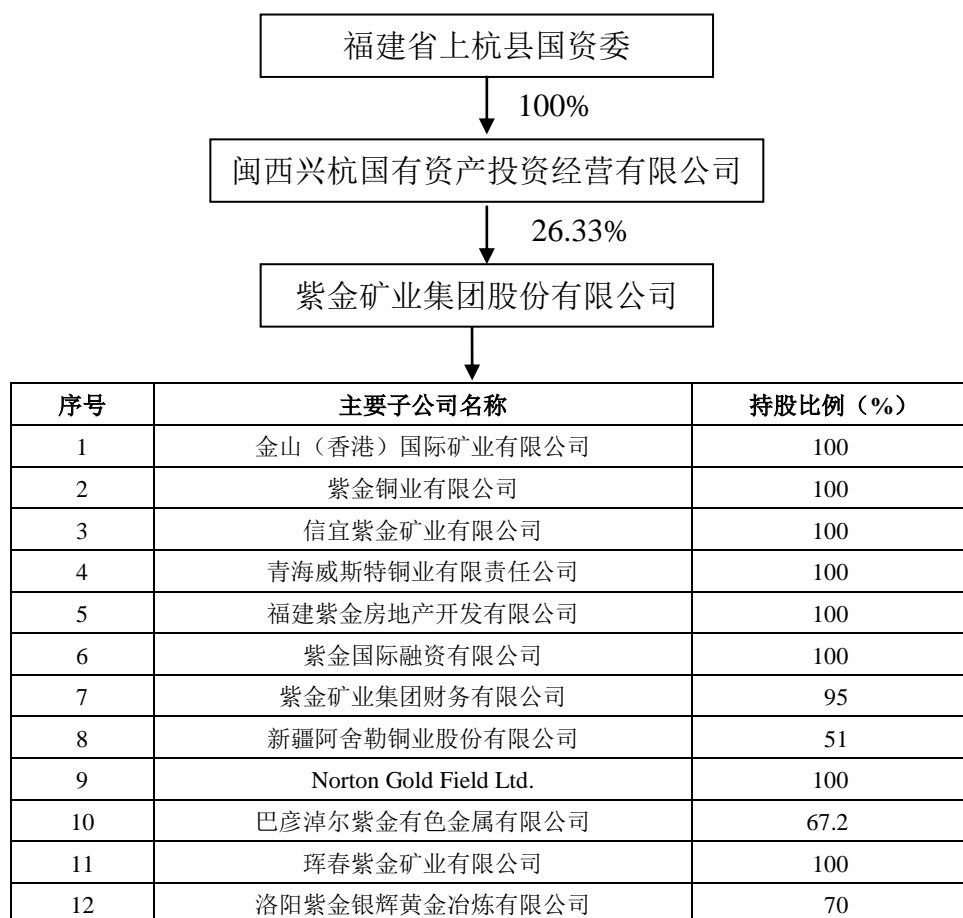 福建省上杭县国资委
100%
闽西兴杭国有资产投资经营有限公司
26.33%
紫金矿业集团股份有限公司
序号 主要子公司名称 持股比例（%）
1 金山（香港）国际矿业有限公司 100
2 紫金铜业有限公司 100
3 信宜紫金矿业有限公司 100
4 青海威斯特铜业有限责任公司 100
5 福建紫金房地产开发有限公司 100
6 紫金国际融资有限公司 100
7 紫金矿业集团财务有限公司 95
8 新疆阿舍勒铜业股份有限公司 51
9 Norton Gold Field Ltd. 100
10 巴彦淖尔紫金有色金属有限公司 67.2
11 珲春紫金矿业有限公司 100
12 洛阳紫金银辉黄金冶炼有限公司 70